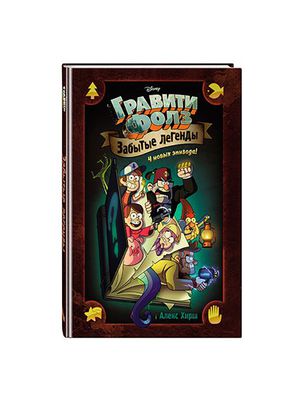 Disney
ГРАВИТИ
ФОЛЗ
Забытые легенды
4 новых эпизода!
Алекс Хирш